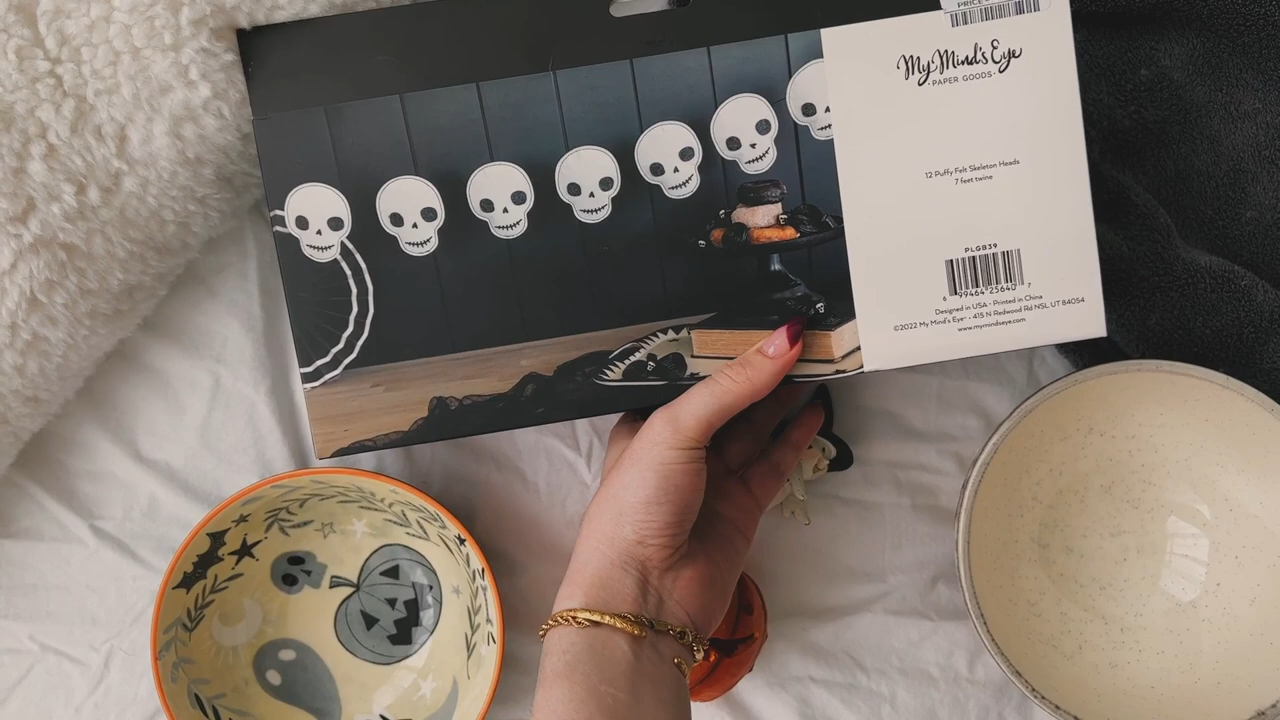 PRICE
My Mind's Eye
• PAPER GOODS •
12 Puffy Felt Skeleton Heads
7 feet twine
PLGB39
6 99464 25640 7
Designed in USA • Printed in China
©2022 My Mind's Eye® • 415 N Redwood Rd NSL UT 84054
www.mymindseye.com